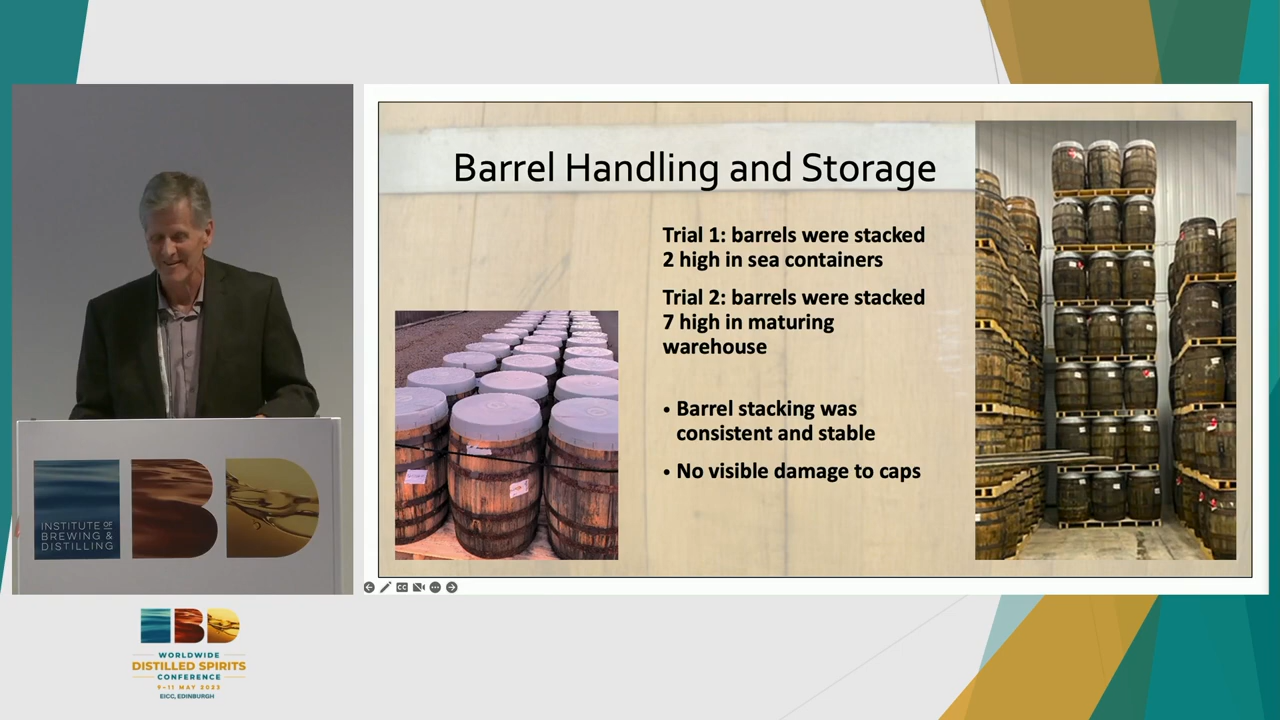 Barrel Handling and Storage
Trial 1: barrels were stacked
2 high in sea containers
Trial 2: barrels were stacked
7 high in maturing
warehouse
• Barrel stacking was
consistent and stable
• No visible damage to caps
INSTITUTE OF
BREWING &
DISTILLING
IBD
IBD
WORLDWIDE
DISTILLED SPIRITS
CONFERENCE
9–11 MAY 2023
EICC, EDINBURGH